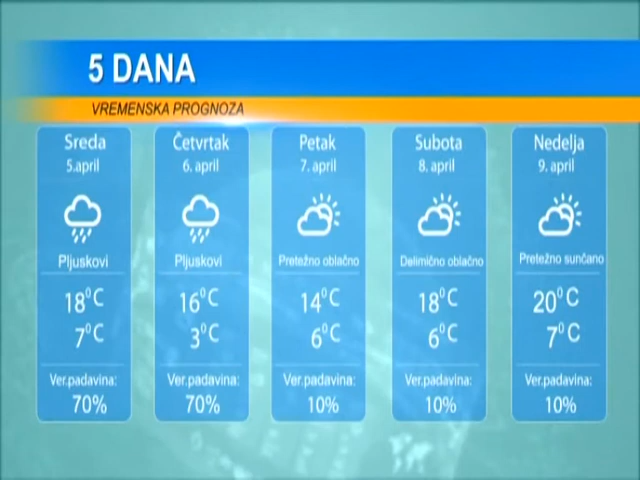 5 DANA
VREMENSKA PROGNOZA
Sreda
5.april
Pljuskovi
18°C
7°C
Ver.padavina:
70%
Četvrtak
6. april
Pljuskovi
16°C
3°C
Ver.padavina:
70%
Petak
7. april
Pretežno oblačno
14°C
6°C
Ver.padavina:
10%
Subota
8. april
Delimično oblačno
18°C
6°C
Ver.padavina:
10%
Nedelja
9. april
Pretežno sunčano
20°C
7°C
Ver.padavina:
10%